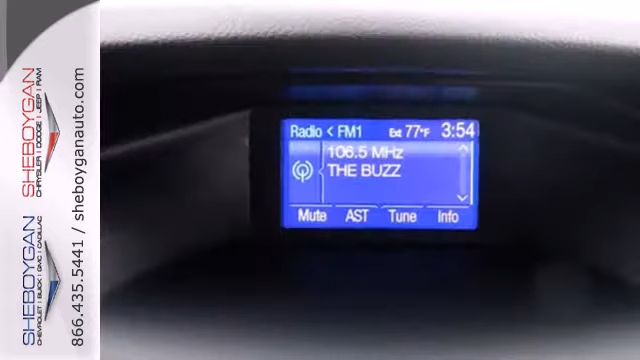 SHEBOYGAN
CHRYSLER | DODGE | JEEP | RAM
SHEBOYGAN
CHEVROLET | BUICK | GMC | CADILLAC
866.435.5441 / sheboyganauto.com
Radio < FM1 Ext 77°F 3:54
106.5 MHz
THE BUZZ
Mute AST Tune Info